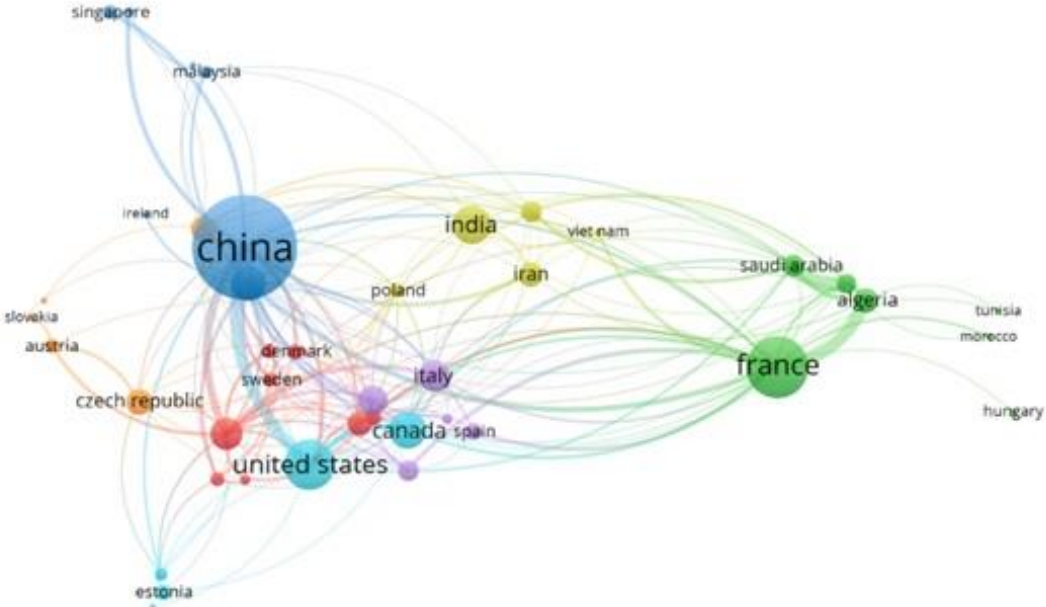 singapore
malaysia
ireland
china
india
viet nam
iran
saudi arabia
poland
algeria
slovakia
tunisia
austria
denmark
morocco
sweden
italy
france
czech republic
canada
spain
hungary
united states
estonia